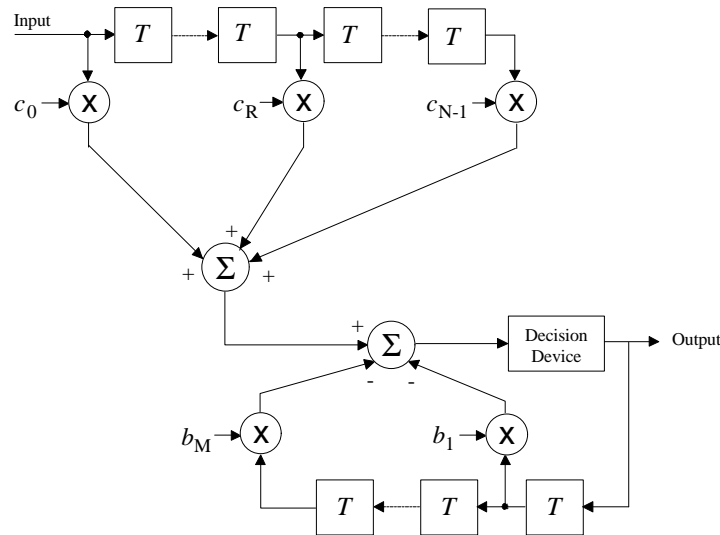 Input
T T T T
X X X
c0 cR cN-1
+
+ Σ +
+
Σ
Decision
Device
Output
- -
bM X b1 X
T T T